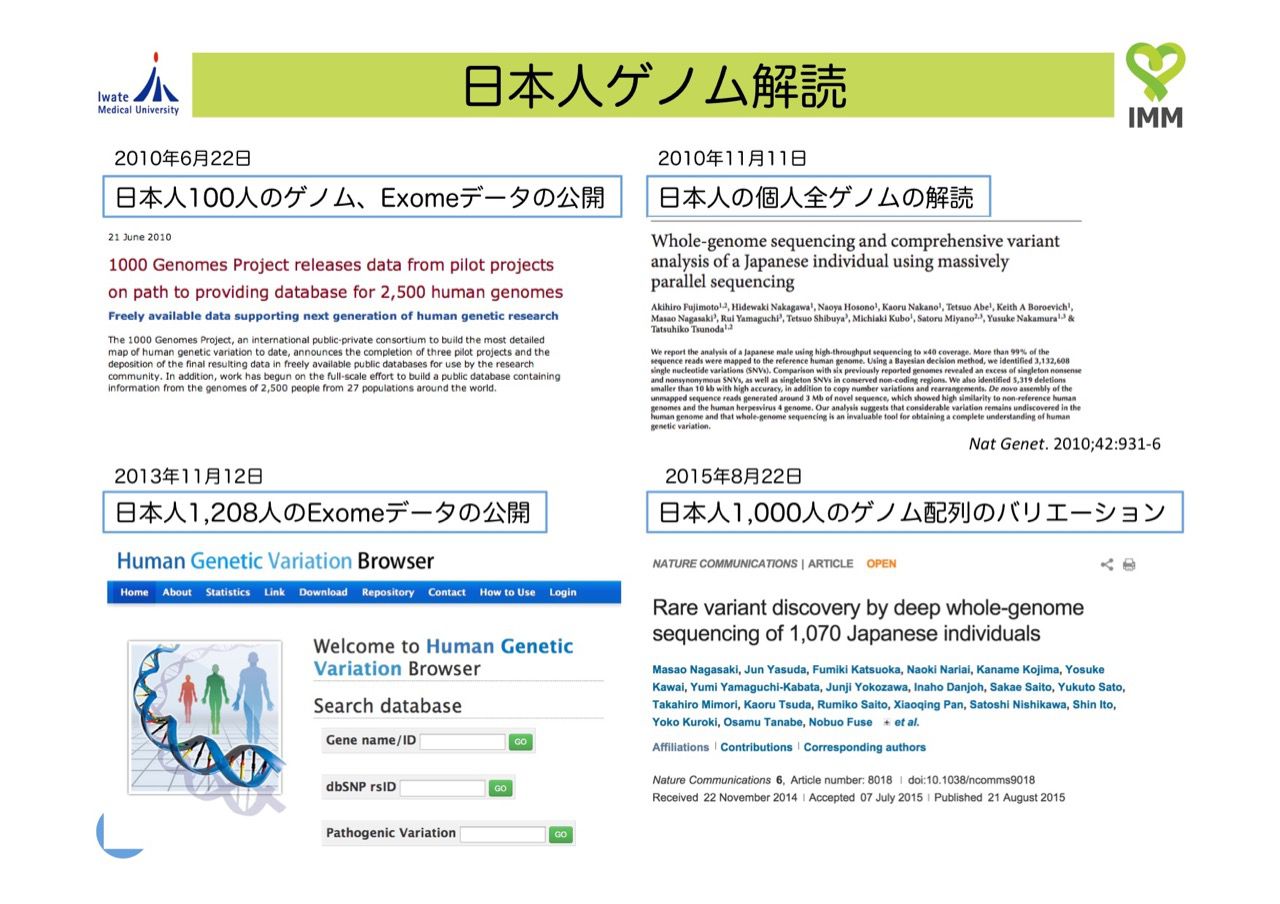 Iwate
Medical University
日本人ゲノム解読
IMM
2010年6月22日
日本人100人のゲノム、Exomeデータの公開
21 June 2010
1000 Genomes Project releases data from pilot projects
on path to providing database for 2,500 human genomes
Freely available data supporting next generation of human genetic research
The 1000 Genomes Project, an international public-private consortium to build the most detailed
map of human genetic variation to date, announces the completion of three pilot projects and the
deposition of the final resulting data in freely available public databases for use by the research
community. In addition, work has begun on the full-scale effort to build a public database containing
information from the genomes of 2,500 people from 27 populations around the world.
2010年11月11日
日本人の個人全ゲノムの解読
Whole-genome sequencing and comprehensive variant
analysis of a Japanese individual using massively
parallel sequencing
Akihiro Fujimoto1,2, Hidewaki Nakagawa1, Naoya Hosono1, Kaoru Nakano1, Tetsuo Abe1, Keith A Boroevich1,
Masao Nagasaki3, Rui Yamaguchi3, Tetsuo Shibuya3, Michiaki Kubo1, Satoru Miyano2,3, Yusuke Nakamura1,3 &
Tatsuhiko Tsunoda1,2
We report the analysis of a Japanese male using high-throughput sequencing to ×40 coverage. More than 99% of the
sequence reads were mapped to the reference human genome. Using a Bayesian decision method, we identified 3,132,608
single nucleotide variations (SNVs). Comparison with six previously reported genomes revealed an excess of singleton nonsense
and nonsynonymous SNVs, as well as singleton SNVs in conserved non-coding regions. We also identified 5,319 deletions
smaller than 10 kb with high accuracy, in addition to copy number variations and rearrangements. De novo assembly of the
unmapped sequence reads generated around 3 Mb of novel sequence, which showed high similarity to non-reference human
genomes and the human herpesvirus 4 genome. Our analysis suggests that considerable variation remains undiscovered in the
human genome and that whole-genome sequencing is an invaluable tool for obtaining a complete understanding of human
genetic variation.
Nat Genet. 2010;42:931-6
2013年11月12日
日本人1,208人のExomeデータの公開
Human Genetic Variation Browser
Home About Statistics Link Download Repository Contact How to Use Login
Welcome to Human Genetic
Variation Browser
Search database
Gene name/ID GO
dbSNP rsID GO
Pathogenic Variation GO
2015年8月22日
日本人1,000人のゲノム配列のバリエーション
NATURE COMMUNICATIONS | ARTICLE OPEN
Rare variant discovery by deep whole-genome
sequencing of 1,070 Japanese individuals
Masao Nagasaki, Jun Yasuda, Fumiki Katsuoka, Naoki Nariai, Kaname Kojima, Yosuke
Kawai, Yumi Yamaguchi-Kabata, Junji Yokozawa, Inaho Danjoh, Sakae Saito, Yukuto Sato,
Takahiro Mimori, Kaoru Tsuda, Rumiko Saito, Xiaoqing Pan, Satoshi Nishikawa, Shin Ito,
Yoko Kuroki, Osamu Tanabe, Nobuo Fuse + et al.
Affiliations | Contributions | Corresponding authors
Nature Communications 6, Article number: 8018 | doi:10.1038/ncomms9018
Received 22 November 2014 | Accepted 07 July 2015 | Published 21 August 2015